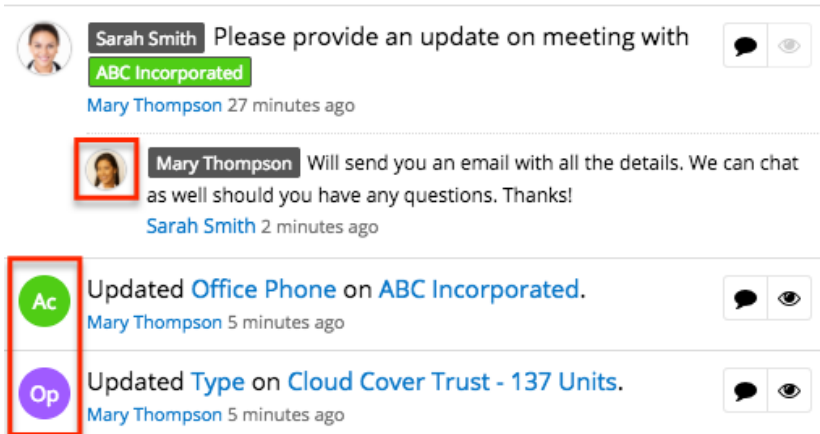 Sarah Smith Please provide an update on meeting with
ABC Incorporated
Mary Thompson 27 minutes ago
Mary Thompson Will send you an email with all the details. We can chat
as well should you have any questions. Thanks!
Sarah Smith 2 minutes ago
Ac Updated Office Phone on ABC Incorporated.
Mary Thompson 5 minutes ago
Op Updated Type on Cloud Cover Trust - 137 Units.
Mary Thompson 5 minutes ago